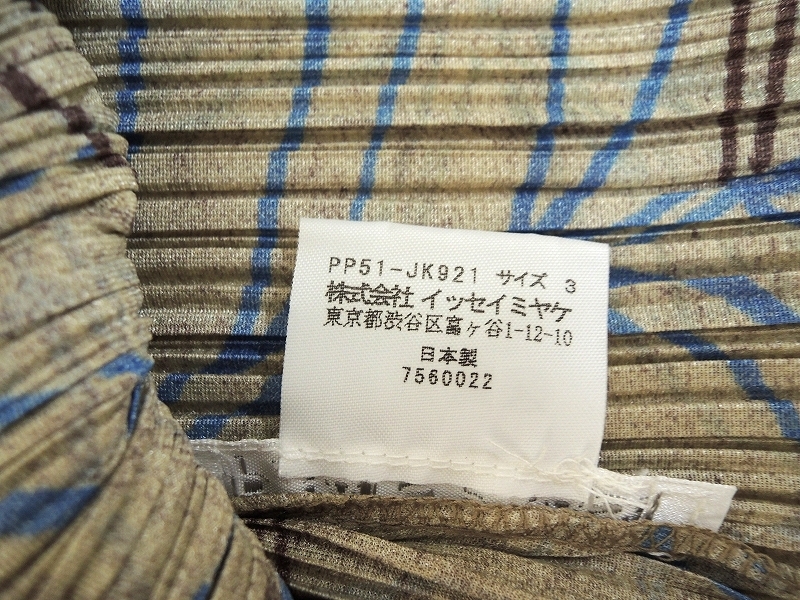 PP51-JK921 サイズ 3
株式会社 イッセイミヤケ
東京都渋谷区富ヶ谷1-12-10
日本製
7560022